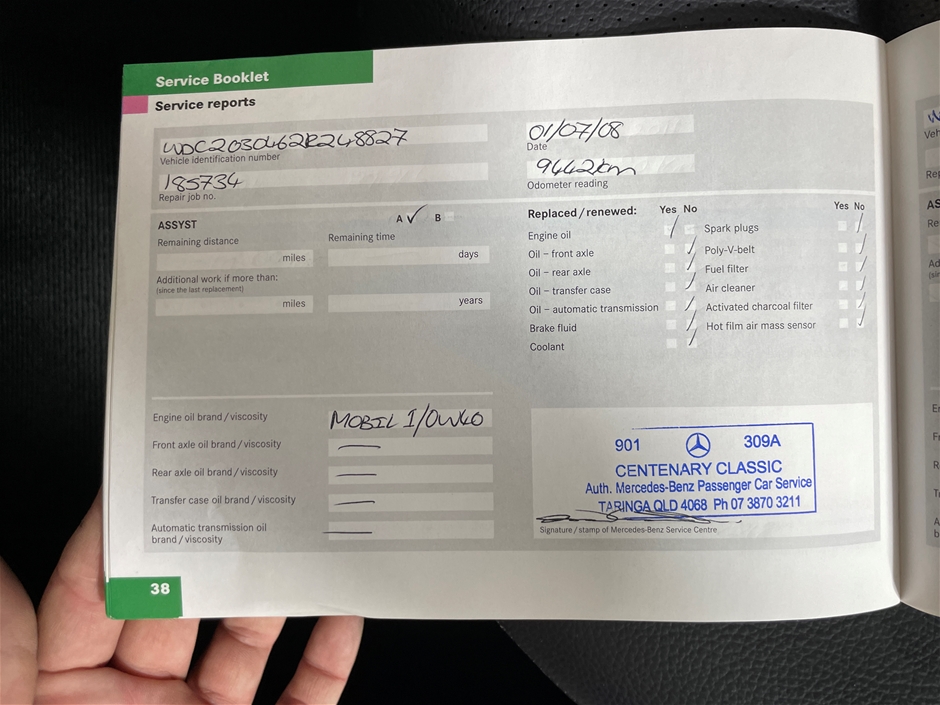 Service Booklet
Service reports
WDC2030462R248827
Vehicle identification number
185734
Repair job no.
01/07/08
Date
9442km
Odometer reading
ASSYST
A ✓ B
Remaining distance
Remaining time
miles
days
Additional work if more than:
(since the last replacement)
miles
years
Replaced/renewed: Yes No
Engine oil
Oil – front axle
Oil – rear axle
Oil – transfer case
Oil – automatic transmission
Brake fluid
Coolant
Yes No
Spark plugs
Poly-V-belt
Fuel filter
Air cleaner
Activated charcoal filter
Hot film air mass sensor
Engine oil brand/viscosity MOBIL 1/0W40
Front axle oil brand/viscosity —
Rear axle oil brand/viscosity —
Transfer case oil brand/viscosity —
Automatic transmission oil
brand/viscosity —
901 309A
CENTENARY CLASSIC
Auth. Mercedes-Benz Passenger Car Service
TARINGA QLD 4068 Ph 07 3870 3211
Signature/stamp of Mercedes-Benz Service Centre
38